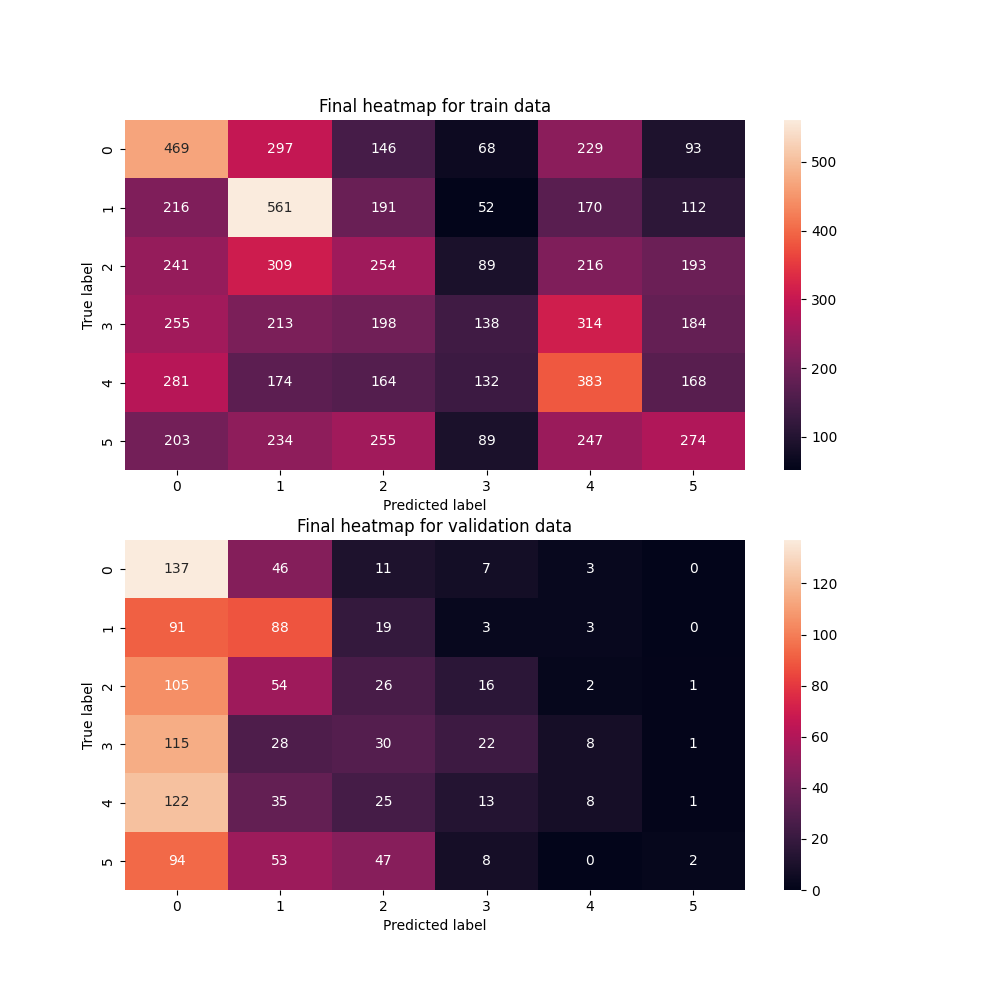 Final heatmap for train data
0 469 297 146 68 229 93 500
1 216 561 191 52 170 112 400
2 241 309 254 89 216 193 300
3 255 213 198 138 314 184 200
4 281 174 164 132 383 168 100
5 203 234 255 89 247 274
True label
0 1 2 3 4 5
Predicted label
Final heatmap for validation data
0 137 46 11 7 3 0 120
1 91 88 19 3 3 0 100
2 105 54 26 16 2 1 80
3 115 28 30 22 8 1 60
4 122 35 25 13 8 1 40
5 94 53 47 8 0 2 20
0
True label
0 1 2 3 4 5
Predicted label